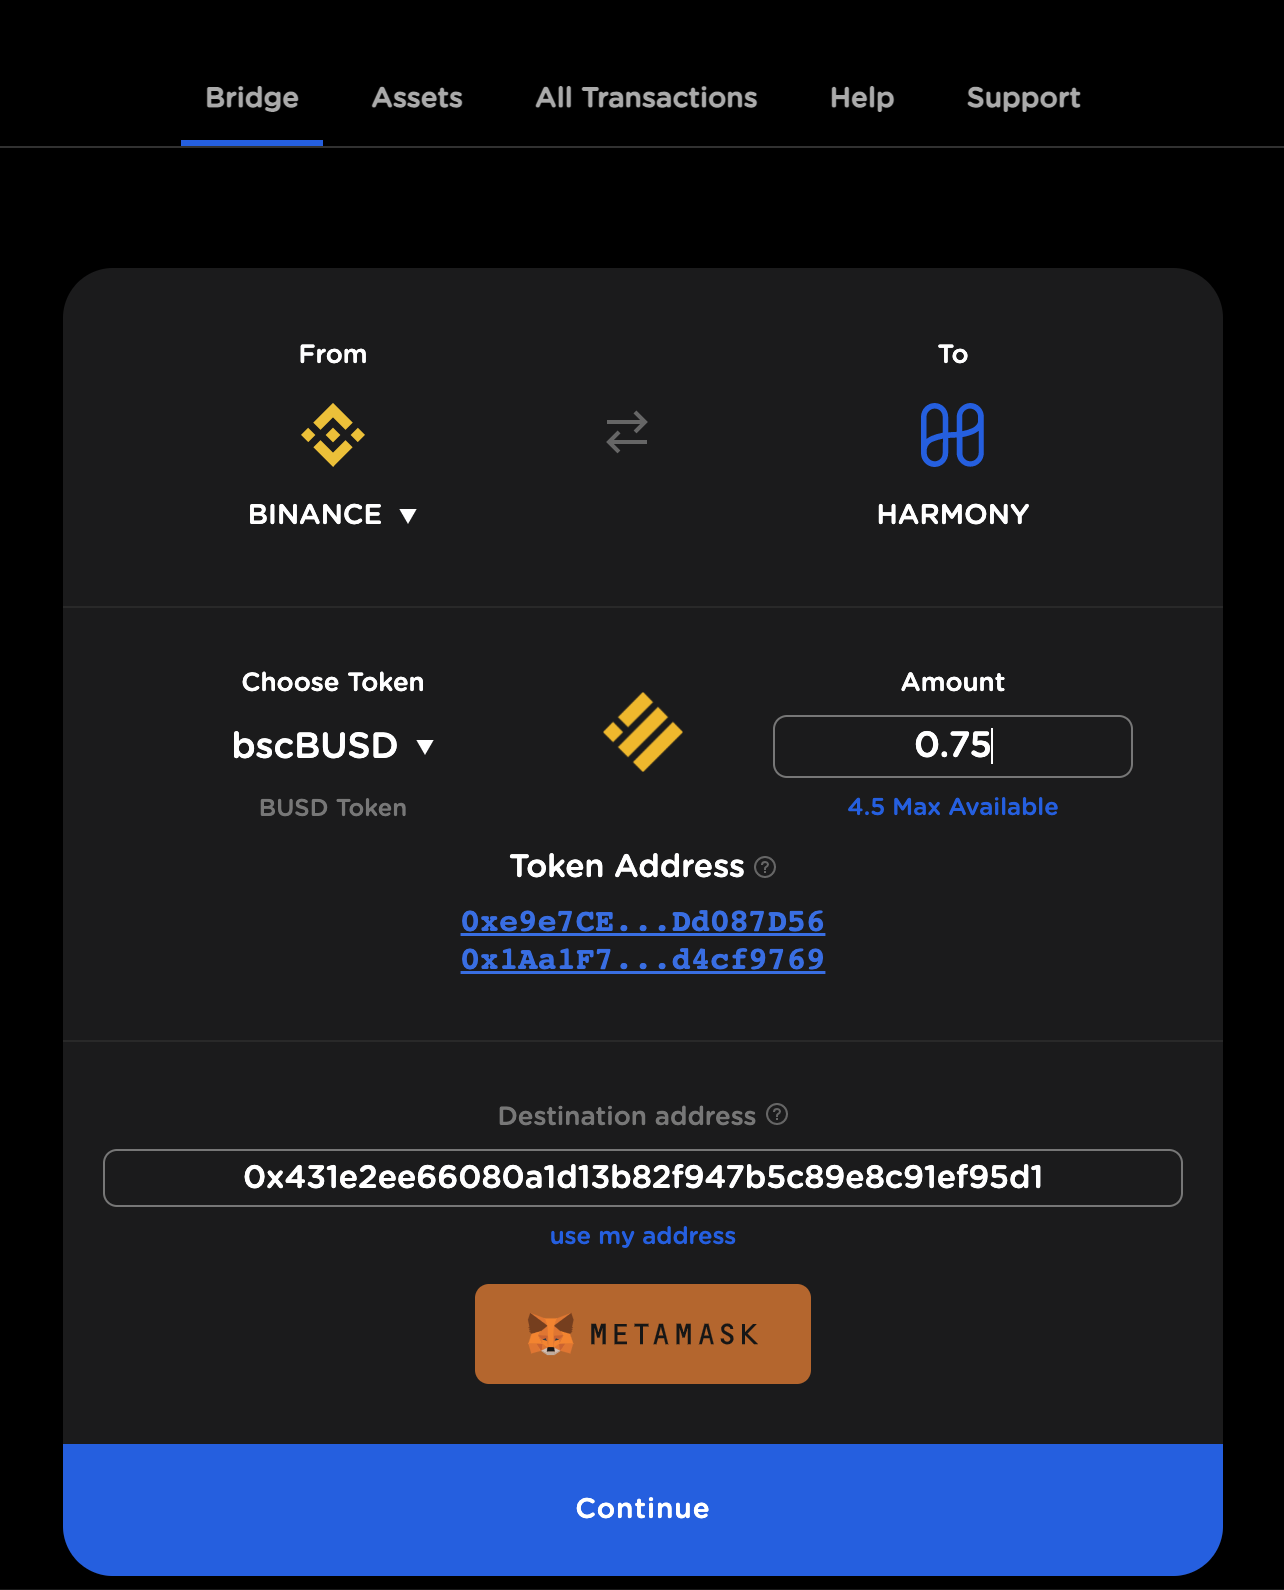 Bridge Assets All Transactions Help Support
From To
BINANCE ▼ HARMONY
Choose Token Amount
bscBUSD ▼ 0.75
BUSD Token 4.5 Max Available
Token Address ?
0xe9e7CE...Dd087D56
0x1Aa1F7...d4cf9769
Destination address ?
0x431e2ee66080a1d13b82f947b5c89e8c91ef95d1
use my address
METAMASK
Continue